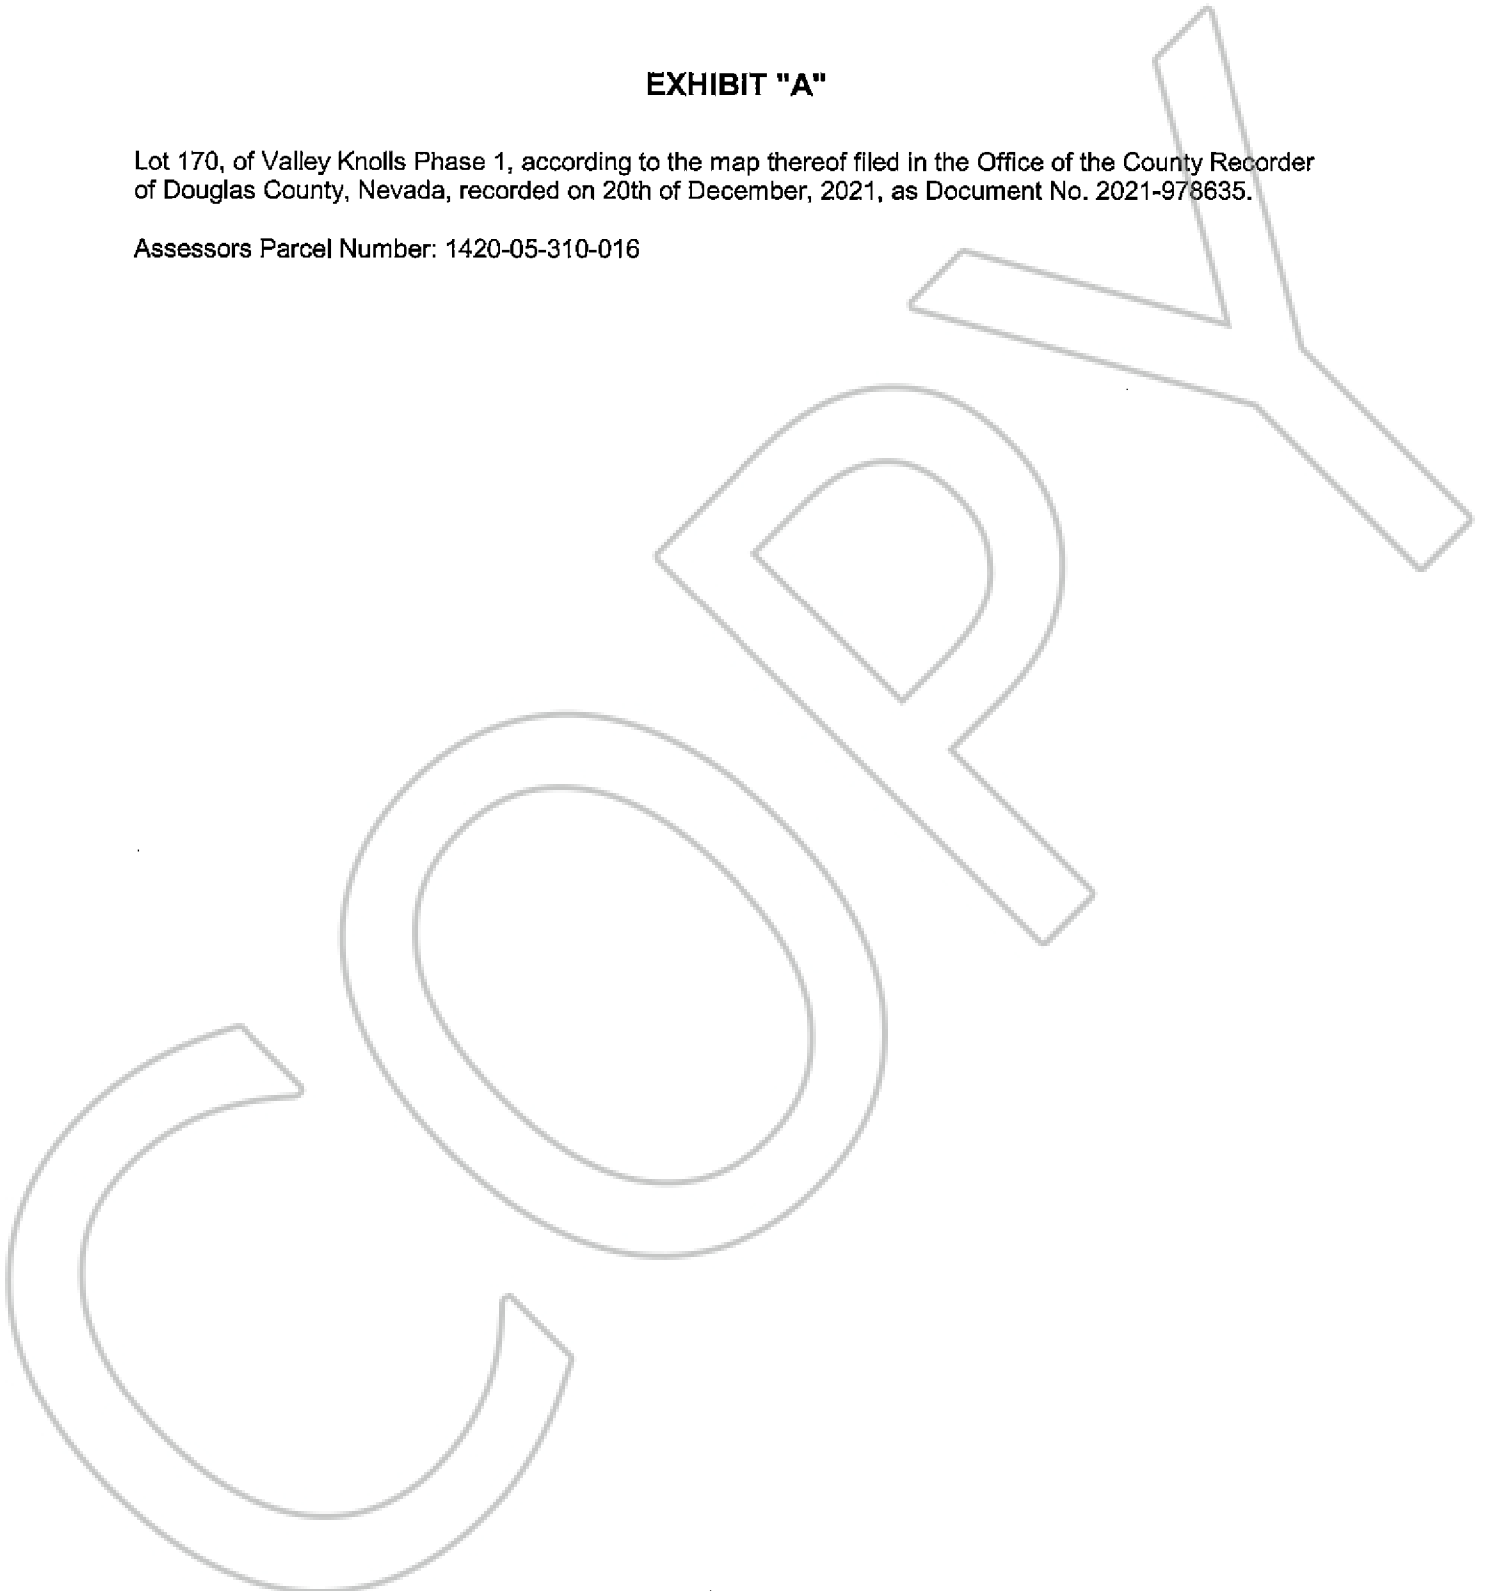 EXHIBIT "A"
Lot 170, of Valley Knolls Phase 1, according to the map thereof filed in the Office of the County Recorder
of Douglas County, Nevada, recorded on 20th of December, 2021, as Document No. 2021-978635.
Assessors Parcel Number: 1420-05-310-016
COPY